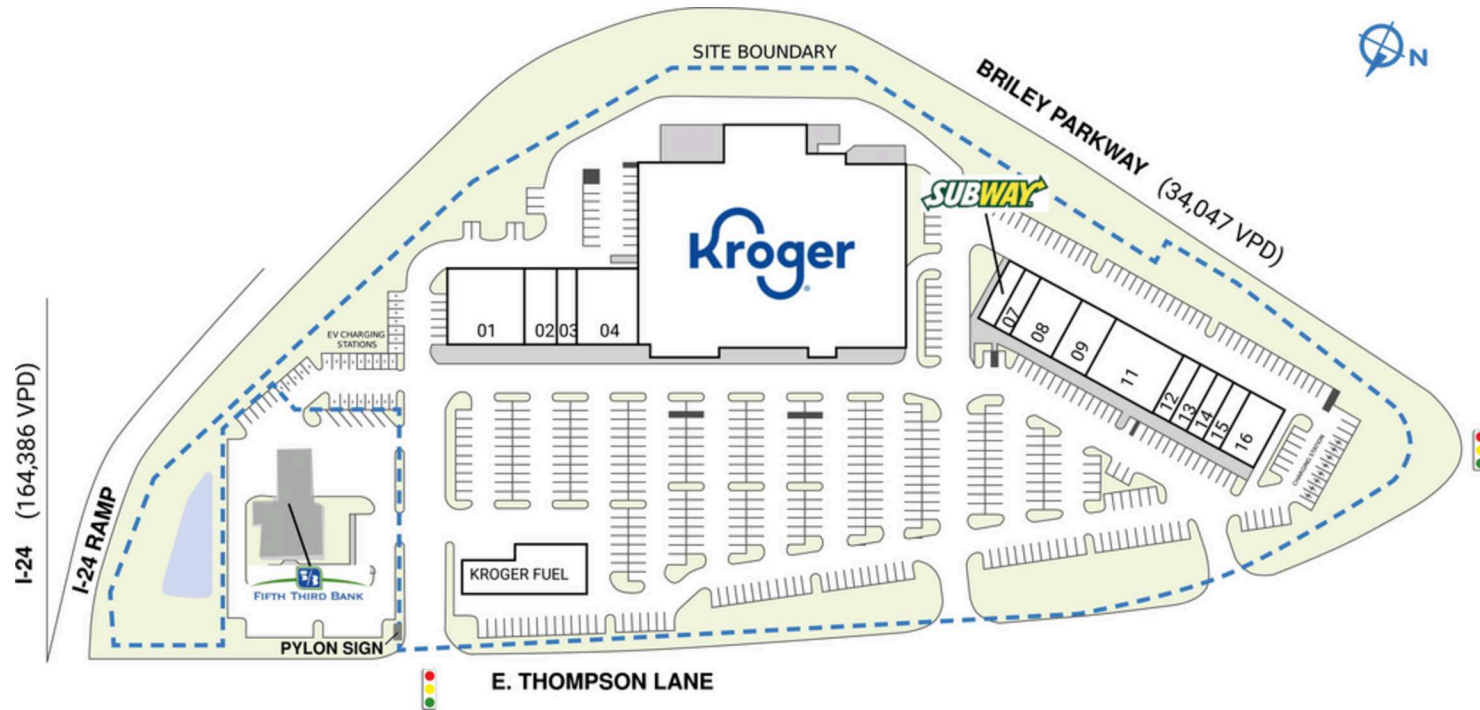 SITE BOUNDARY
N
BRILEY PARKWAY (34,047 VPD)
SUBWAY
Kroger
01
02
03
04
07
08
09
11
12
13
14
15
16
EV CHARGING
STATIONS
CHARGING STATION
I-24 (164,386 VPD)
I-24 RAMP
KROGER FUEL
5/3
FIFTH THIRD BANK
PYLON SIGN
E. THOMPSON LANE